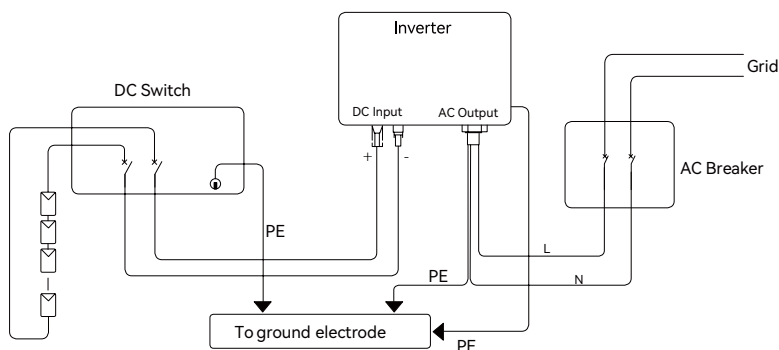 Inverter
Grid
DC Switch
DC Input
AC Output
+
-
AC Breaker
PE
L
PE
N
To ground electrode
PE